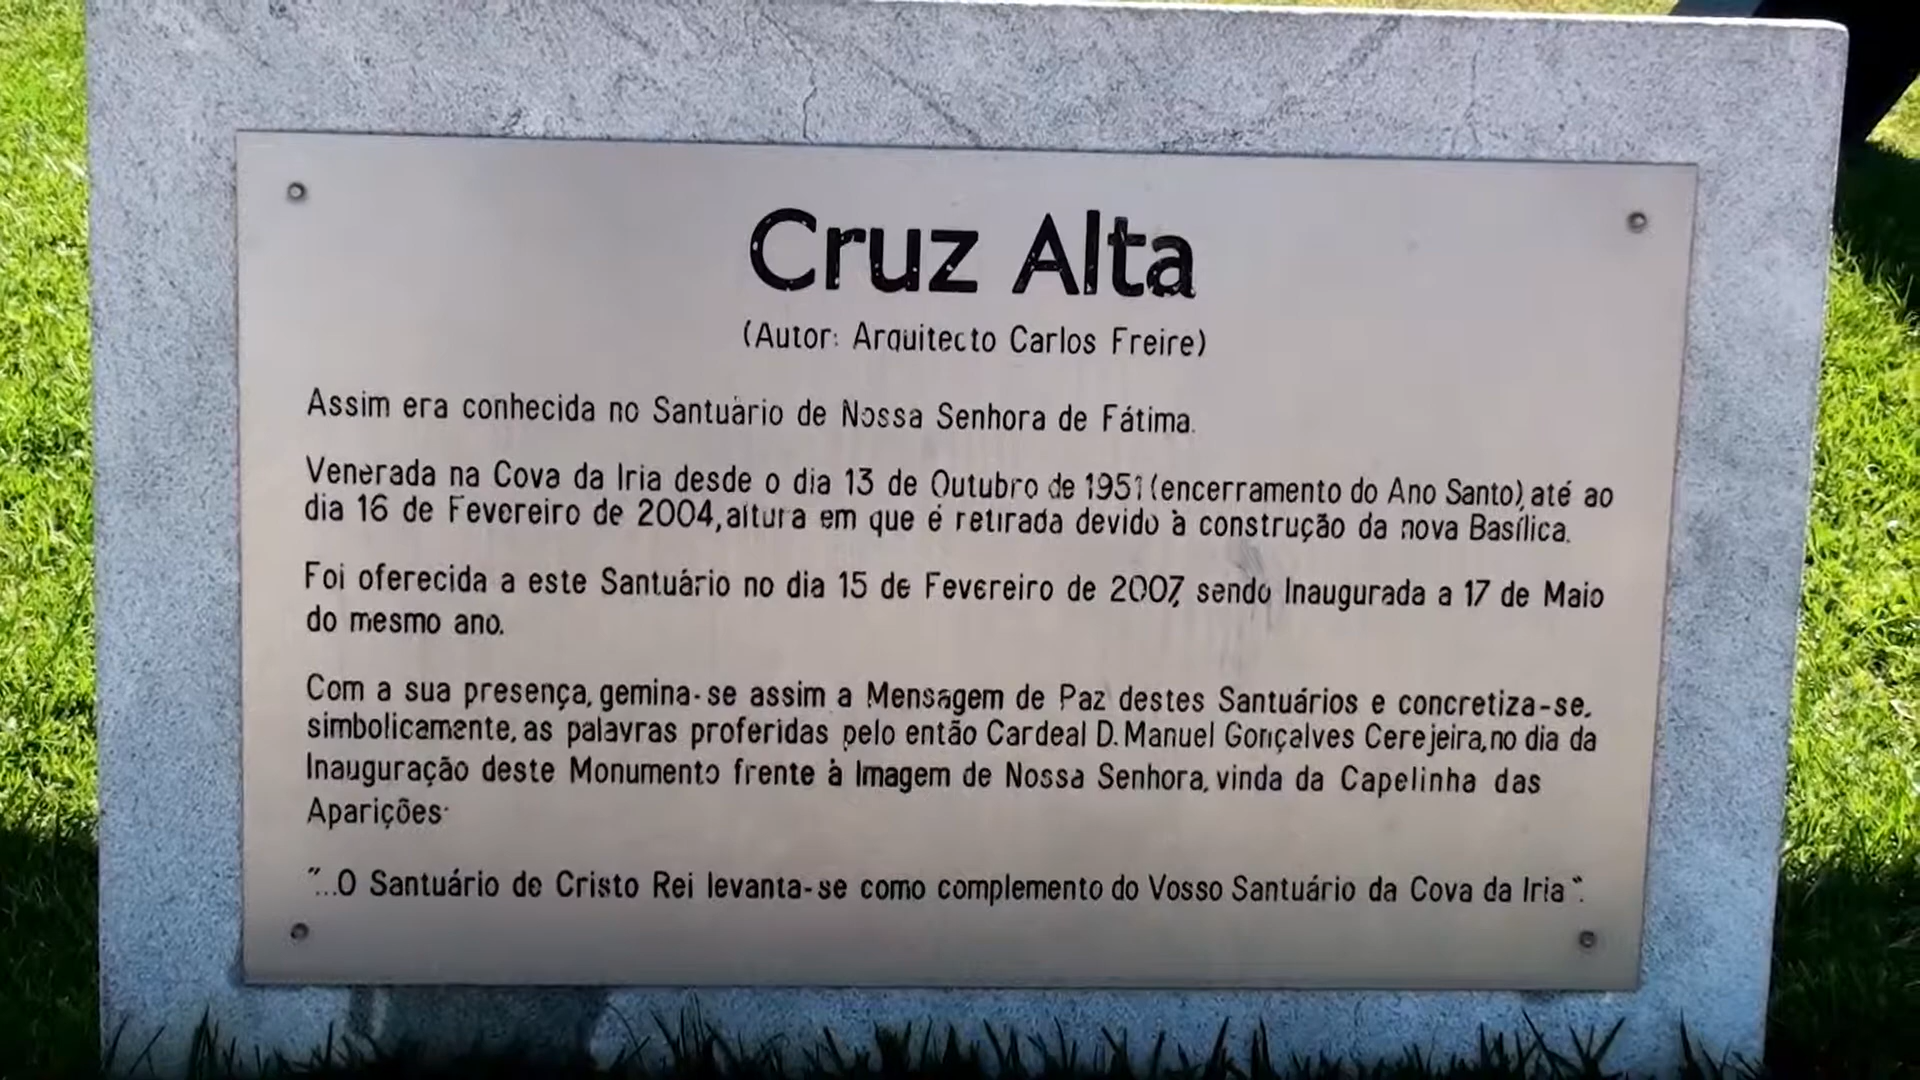 Cruz Alta
(Autor: Arquitecto Carlos Freire)
Assim era conhecida no Santuário de Nossa Senhora de Fátima.
Venerada na Cova da Iria desde o dia 13 de Outubro de 1951 (encerramento do Ano Santo), até ao
dia 16 de Fevereiro de 2004, altura em que é retirada devido à construção da nova Basílica.
Foi oferecida a este Santuário no dia 15 de Fevereiro de 2007, sendo Inaugurada a 17 de Maio
do mesmo ano.
Com a sua presença, gemina-se assim a Mensagem de Paz destes Santuários e concretiza-se,
simbolicamente, as palavras proferidas pelo então Cardeal D. Manuel Gonçalves Cerejeira, no dia da
Inauguração deste Monumento frente à Imagem de Nossa Senhora, vinda da Capelinha das
Aparições:
"...O Santuário de Cristo Rei levanta-se como complemento do Vosso Santuário da Cova da Iria".